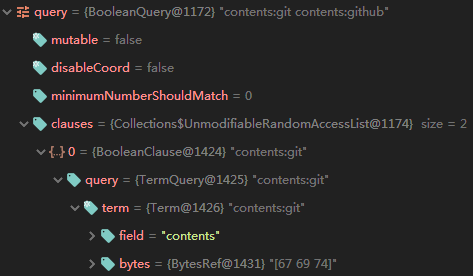 query = {BooleanQuery@1172} "contents:git contents:github"
mutable = false
disableCoord = false
minimumNumberShouldMatch = 0
clauses = {Collections$UnmodifiableRandomAccessList@1174} size = 2
{..} 0 = {BooleanClause@1424} "contents:git"
query = {TermQuery@1425} "contents:git"
term = {Term@1426} "contents:git"
field = "contents"
bytes = {BytesRef@1431} "[67 69 74]"